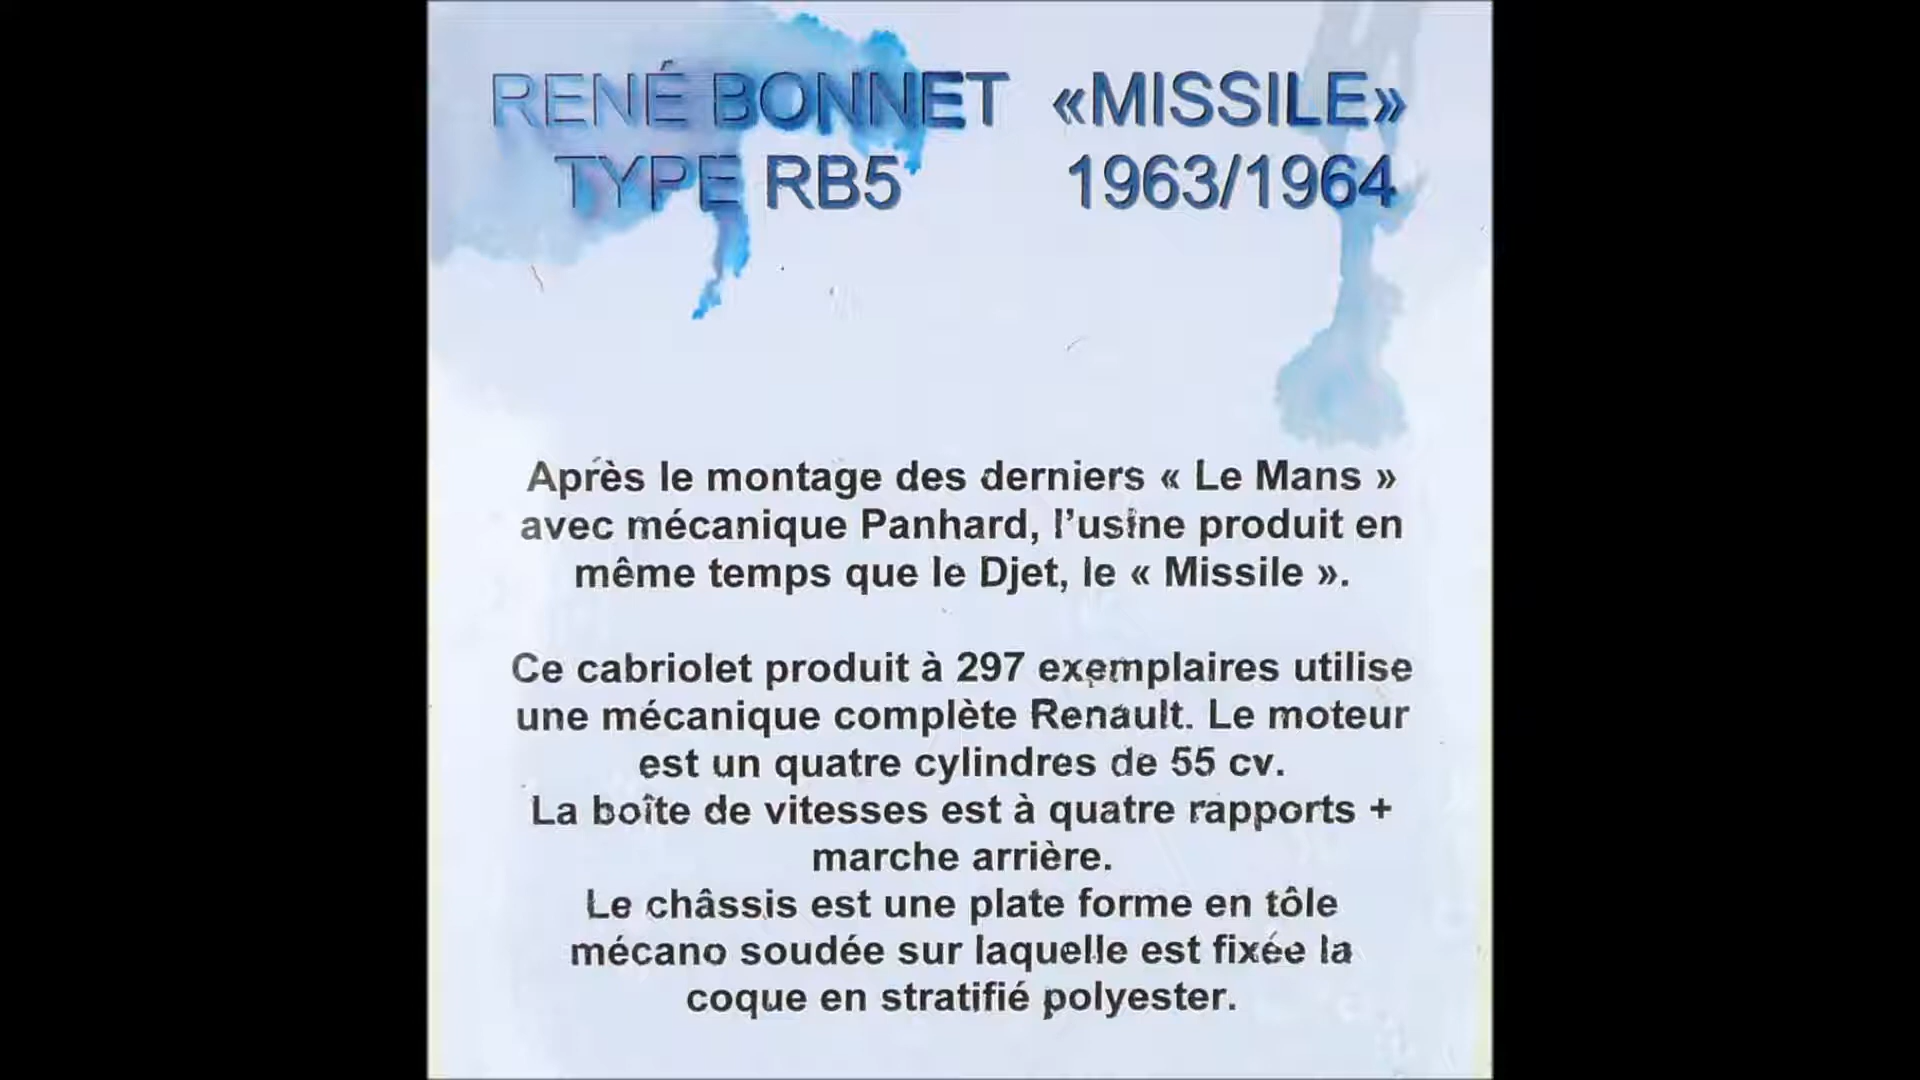 RENÉ BONNET «MISSILE»
TYPE RB5 1963/1964
Après le montage des derniers « Le Mans »
avec mécanique Panhard, l’usine produit en
même temps que le Djet, le « Missile ».
Ce cabriolet produit à 297 exemplaires utilise
une mécanique complète Renault. Le moteur
est un quatre cylindres de 55 cv.
La boîte de vitesses est à quatre rapports +
marche arrière.
Le châssis est une plate forme en tôle
mécano soudée sur laquelle est fixée la
coque en stratifié polyester.